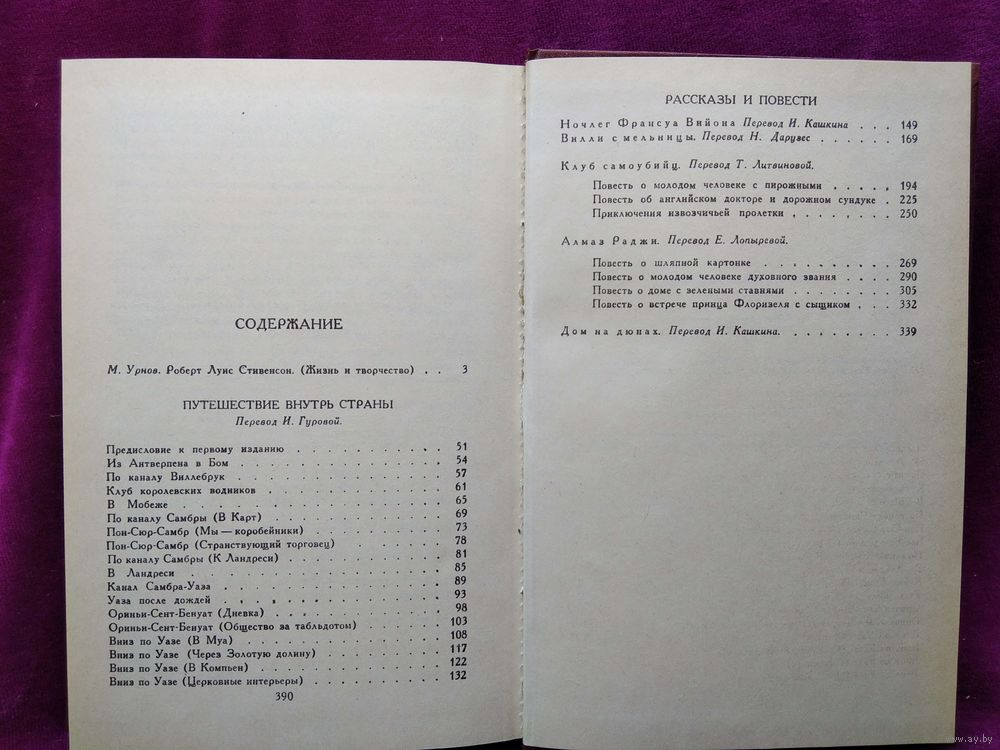 СОДЕРЖАНИЕ
М. Урнов. Роберт Луис Стивенсон. (Жизнь и творчество) . . 3
ПУТЕШЕСТВИЕ ВНУТРЬ СТРАНЫ
Перевод И. Гуровой.
Предисловие к первому изданию . . . . . . . . . 51
Из Антверпена в Бом . . . . . . . . . . . . 54
По каналу Виллебрук . . . . . . . . . . . . 57
Клуб королевских водников . . . . . . . . . . 61
В Мобеже . . . . . . . . . . . . . . . 65
По каналу Самбры (В Карт) . . . . . . . . . . 69
Пон-Сюр-Самбр (Мы — коробейники) . . . . . . . . 73
Пон-Сюр-Самбр (Странствующий торговец) . . . . . . 78
По каналу Самбры (К Ландреси) . . . . . . . . . 81
В Ландреси . . . . . . . . . . . . . . 85
Канал Самбра-Уаза . . . . . . . . . . . . 89
Уаза после дождей . . . . . . . . . . . . 93
Ориньи-Сент-Бенуат (Дневка) . . . . . . . . . . 98
Ориньи-Сент-Бенуат (Общество за табльдотом) . . . . . 103
Вниз по Уазе (В Муа) . . . . . . . . . . . 108
Вниз по Уазе (Через Золотую долину) . . . . . . . 117
Вниз по Уазе (В Компьен) . . . . . . . . . . 122
Вниз по Уазе (Церковные интерьеры) . . . . . . . . 132
390
РАССКАЗЫ И ПОВЕСТИ
Ночлег Франсуа Вийона Перевод И. Кашкина . . . 149
Вилли с мельницы. Перевод Н. Дарузес . . . . . . 169
Клуб самоубийц. Перевод Т. Литвиновой.
Повесть о молодом человеке с пирожными . . . . . 194
Повесть об английском докторе и дорожном сундуке . 225
Приключения извозчичьей пролетки . . . . . . . 250
Алмаз Раджи. Перевод Е. Лопыревой.
Повесть о шляпной картонке . . . . . . . . . 269
Повесть о молодом человеке духовного звания . . . . 290
Повесть о доме с зелеными ставнями . . . . . . 305
Повесть о встрече принца Флоризеля с сыщиком . . . 332
Дом на дюнах. Перевод И. Кашкина. . . . . . . . 339
www.ay.by